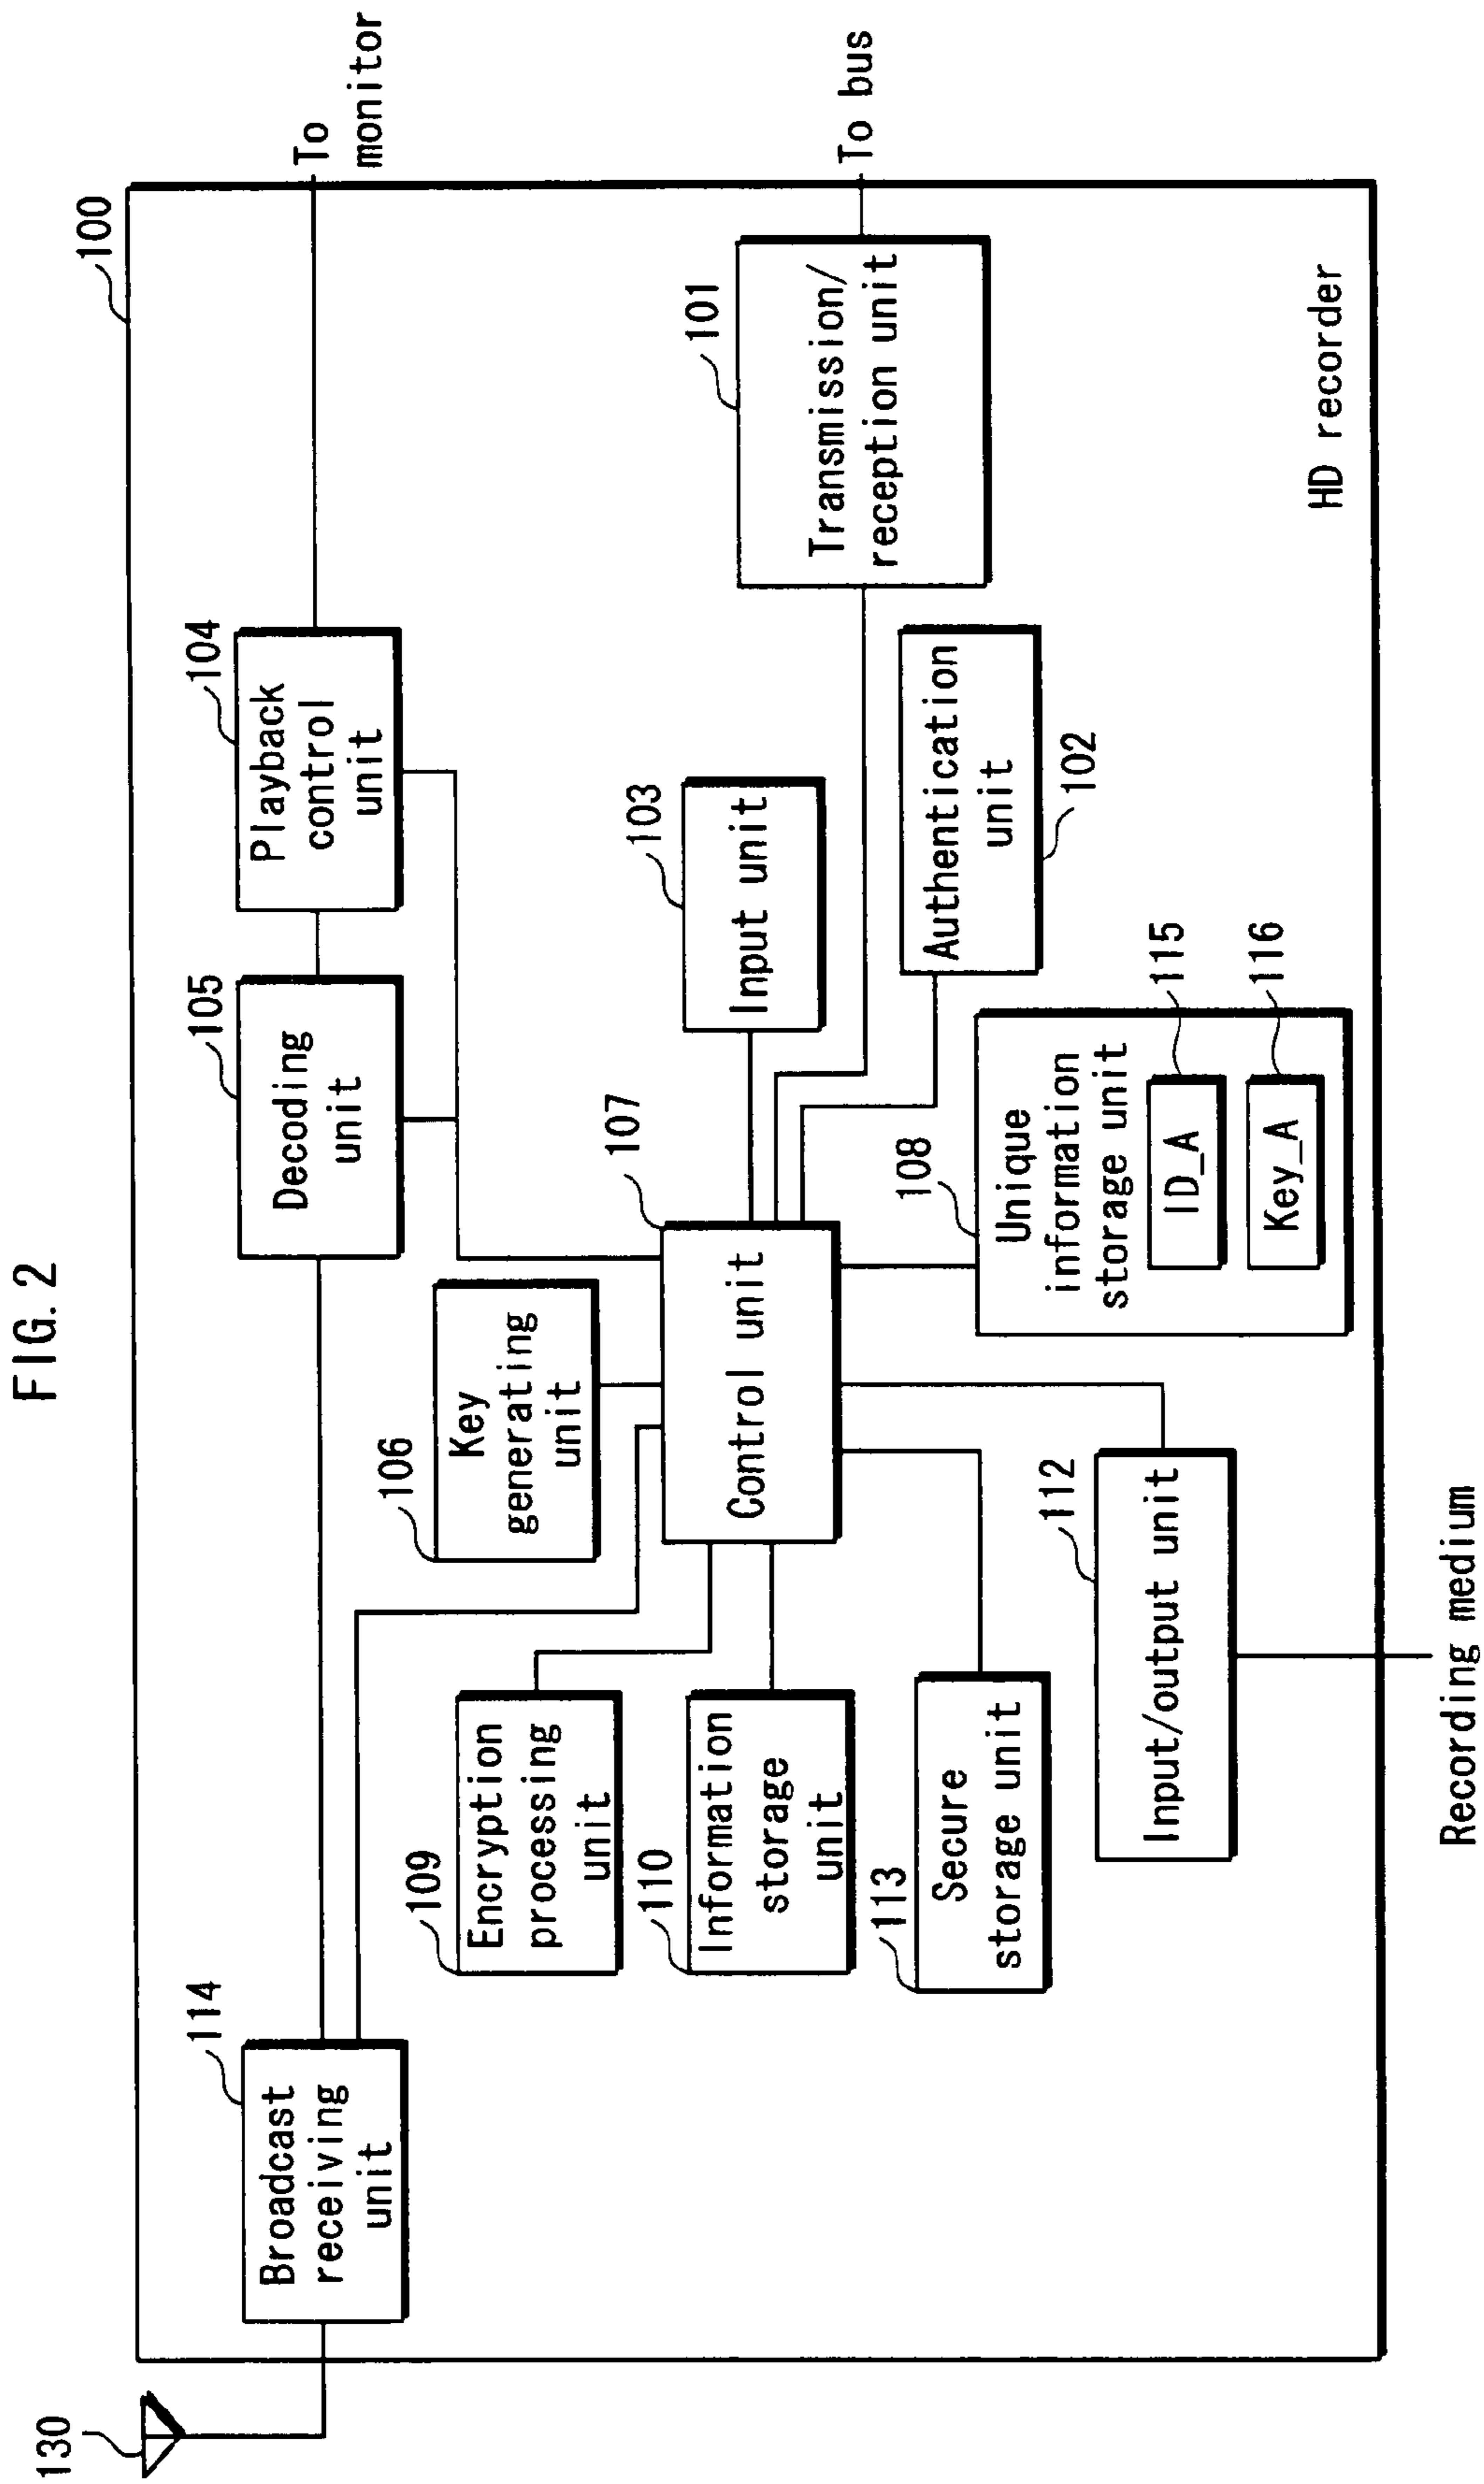 FIG. 2
100
130
114
Broadcast
receiving
unit
105
Decoding
unit
104
Playback
control
unit
To
monitor
109
Encryption
processing
unit
106
Key
generating
unit
110
Information
storage
unit
107
Control unit
103
Input unit
101
Transmission/
reception unit
To bus
113
Secure
storage unit
Authentication
unit
102
112
Input/output unit
108
Unique
information
storage unit
ID_A
115
Key_A
116
HD recorder
Recording medium